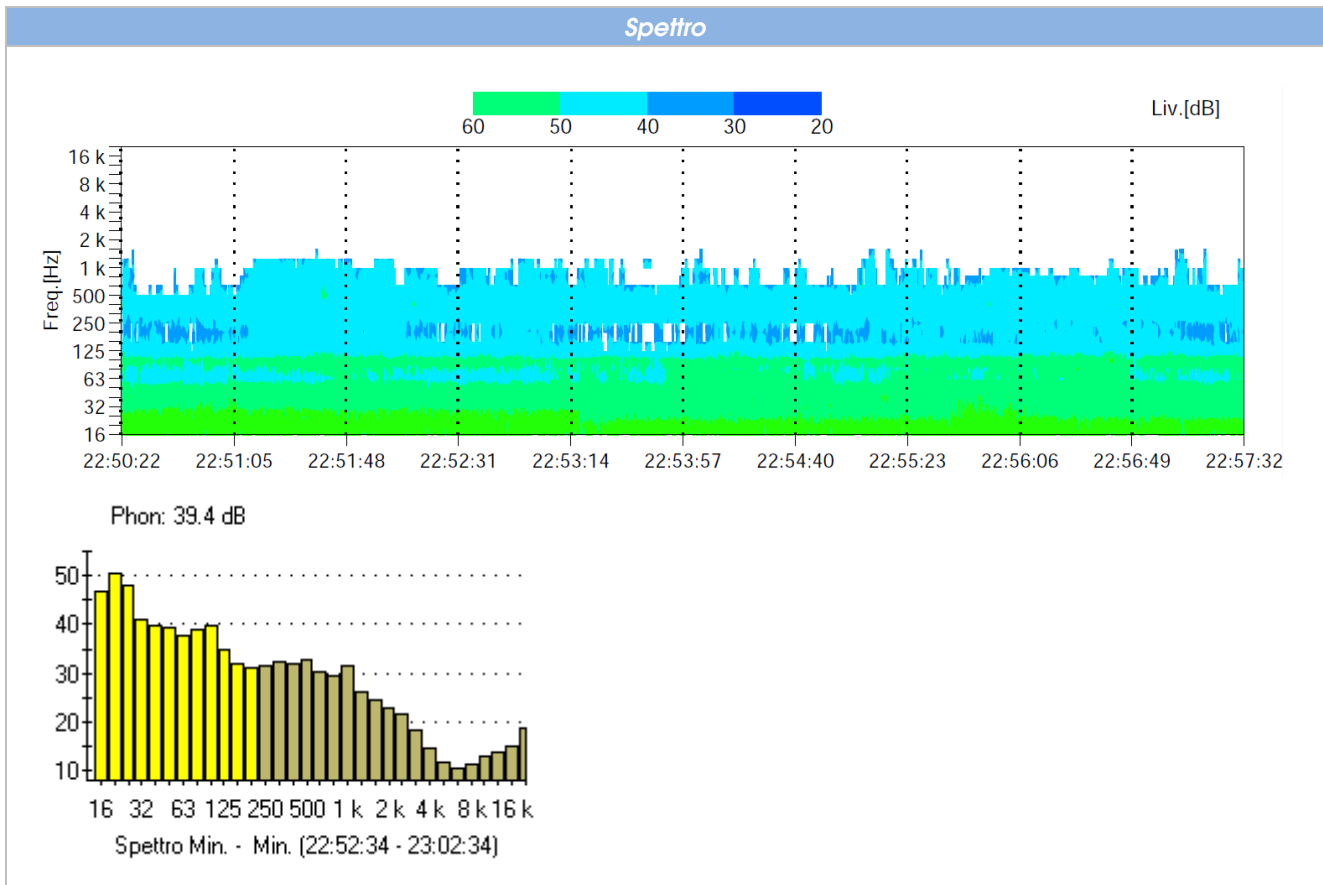 Spettro
60 50 40 30 20
Liv.[dB]
Freq.[Hz]
16 k
8 k
4 k
2 k
1 k
500
250
125
63
32
16
22:50:22 22:51:05 22:51:48 22:52:31 22:53:14 22:53:57 22:54:40 22:55:23 22:56:06 22:56:49 22:57:32
Phon: 39.4 dB
50
40
30
20
10
16 32 63 125 250 500 1 k 2 k 4 k 8 k 16 k
Spettro Min. - Min. (22:52:34 - 23:02:34)